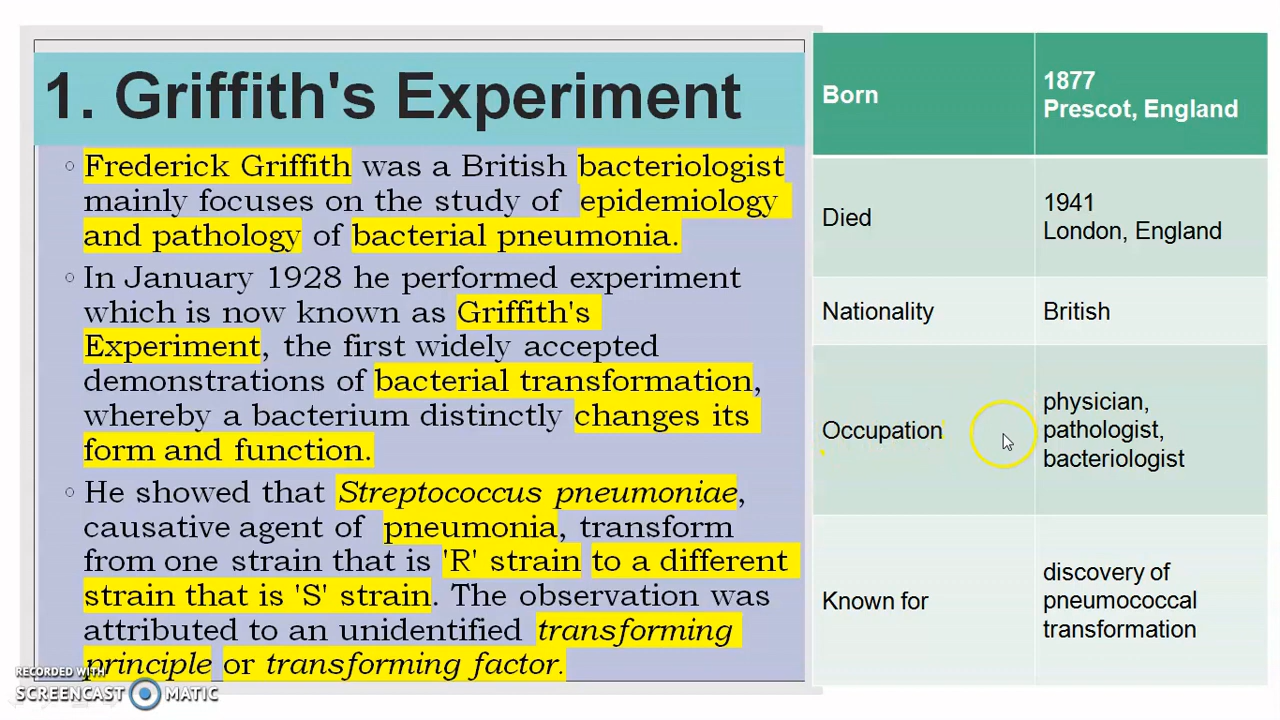 1. Griffith's Experiment
Frederick Griffith was a British bacteriologist
mainly focuses on the study of epidemiology
and pathology of bacterial pneumonia.
In January 1928 he performed experiment
which is now known as Griffith's
Experiment, the first widely accepted
demonstrations of bacterial transformation,
whereby a bacterium distinctly changes its
form and function.
He showed that Streptococcus pneumoniae,
causative agent of pneumonia, transform
from one strain that is 'R' strain to a different
strain that is 'S' strain. The observation was
attributed to an unidentified transforming
principle or transforming factor.
Born
1877
Prescot, England
Died
1941
London, England
Nationality
British
Occupation
physician,
pathologist,
bacteriologist
Known for
discovery of
pneumococcal
transformation
RECORDED WITH
SCREENCAST MATIC